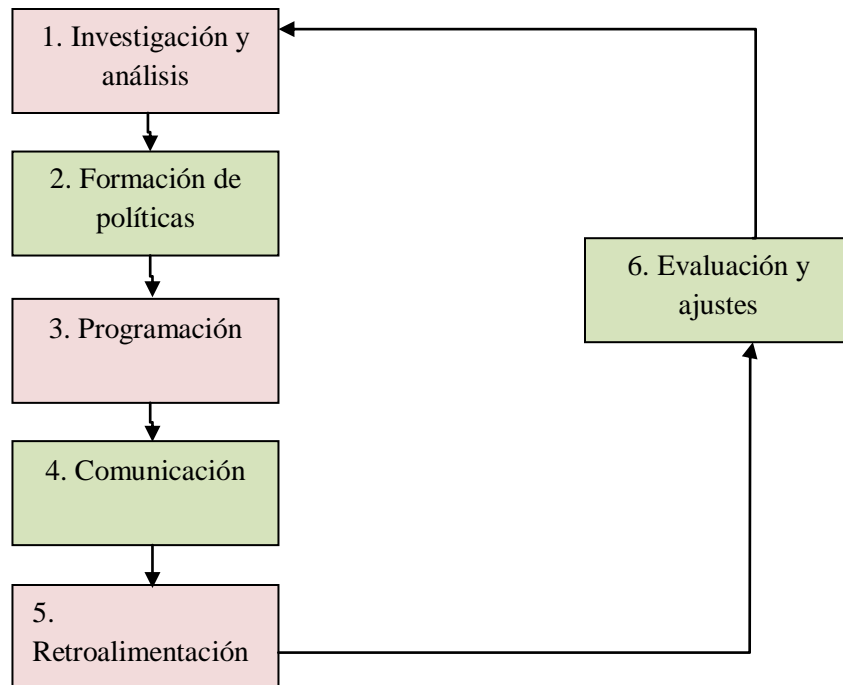 1. Investigación y
análisis
2. Formación de
políticas
3. Programación
4. Comunicación
5.
Retroalimentación
6. Evaluación y
ajustes